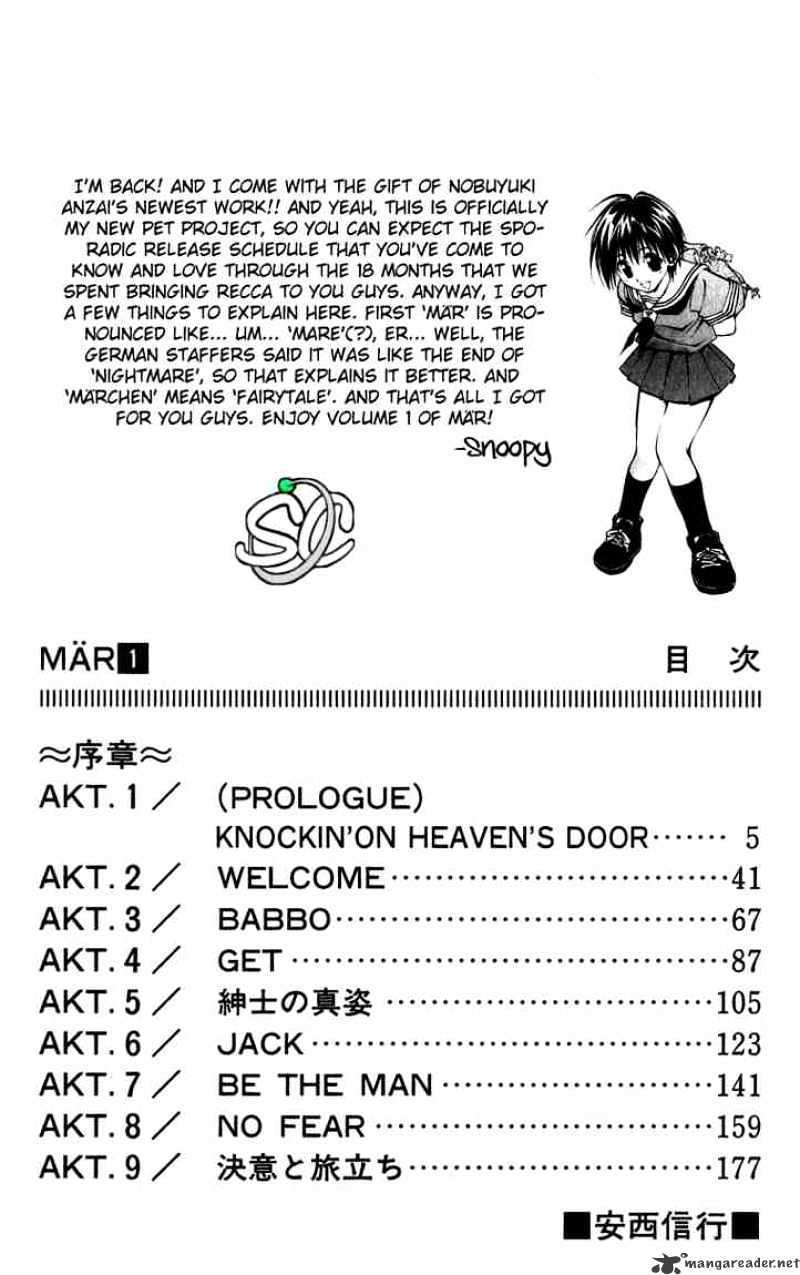 I'M BACK! AND I COME WITH THE GIFT OF NOBUYUKI
ANZAI'S NEWEST WORK!! AND YEAH, THIS IS OFFICIALLY
MY NEW PET PROJECT, SO YOU CAN EXPECT THE SPO-
RADIC RELEASE SCHEDULE THAT YOU'VE COME TO
KNOW AND LOVE THROUGH THE 18 MONTHS THAT WE
SPENT BRINGING RECCA TO YOU GUYS. ANYWAY, I GOT
A FEW THINGS TO EXPLAIN HERE. FIRST 'MÄR' IS PRO-
NOUNCED LIKE... UM... 'MARE'(?), ER... WELL, THE
GERMAN STAFFERS SAID IT WAS LIKE THE END OF
'NIGHTMARE', SO THAT EXPLAINS IT BETTER. AND
'MÄRCHEN' MEANS 'FAIRYTALE'. AND THAT'S ALL I GOT
FOR YOU GUYS. ENJOY VOLUME 1 OF MÄR!
-Snoopy
SC
MÄR 1 目 次
≈序章≈
AKT. 1 / (PROLOGUE)
KNOCKIN'ON HEAVEN'S DOOR……… 5
AKT. 2 / WELCOME…………………………41
AKT. 3 / BABBO…………………………67
AKT. 4 / GET…………………………87
AKT. 5 / 紳士の真姿…………………………105
AKT. 6 / JACK…………………………123
AKT. 7 / BE THE MAN…………………………141
AKT. 8 / NO FEAR…………………………159
AKT. 9 / 決意と旅立ち…………………………177
■安西信行■
mangareader.net